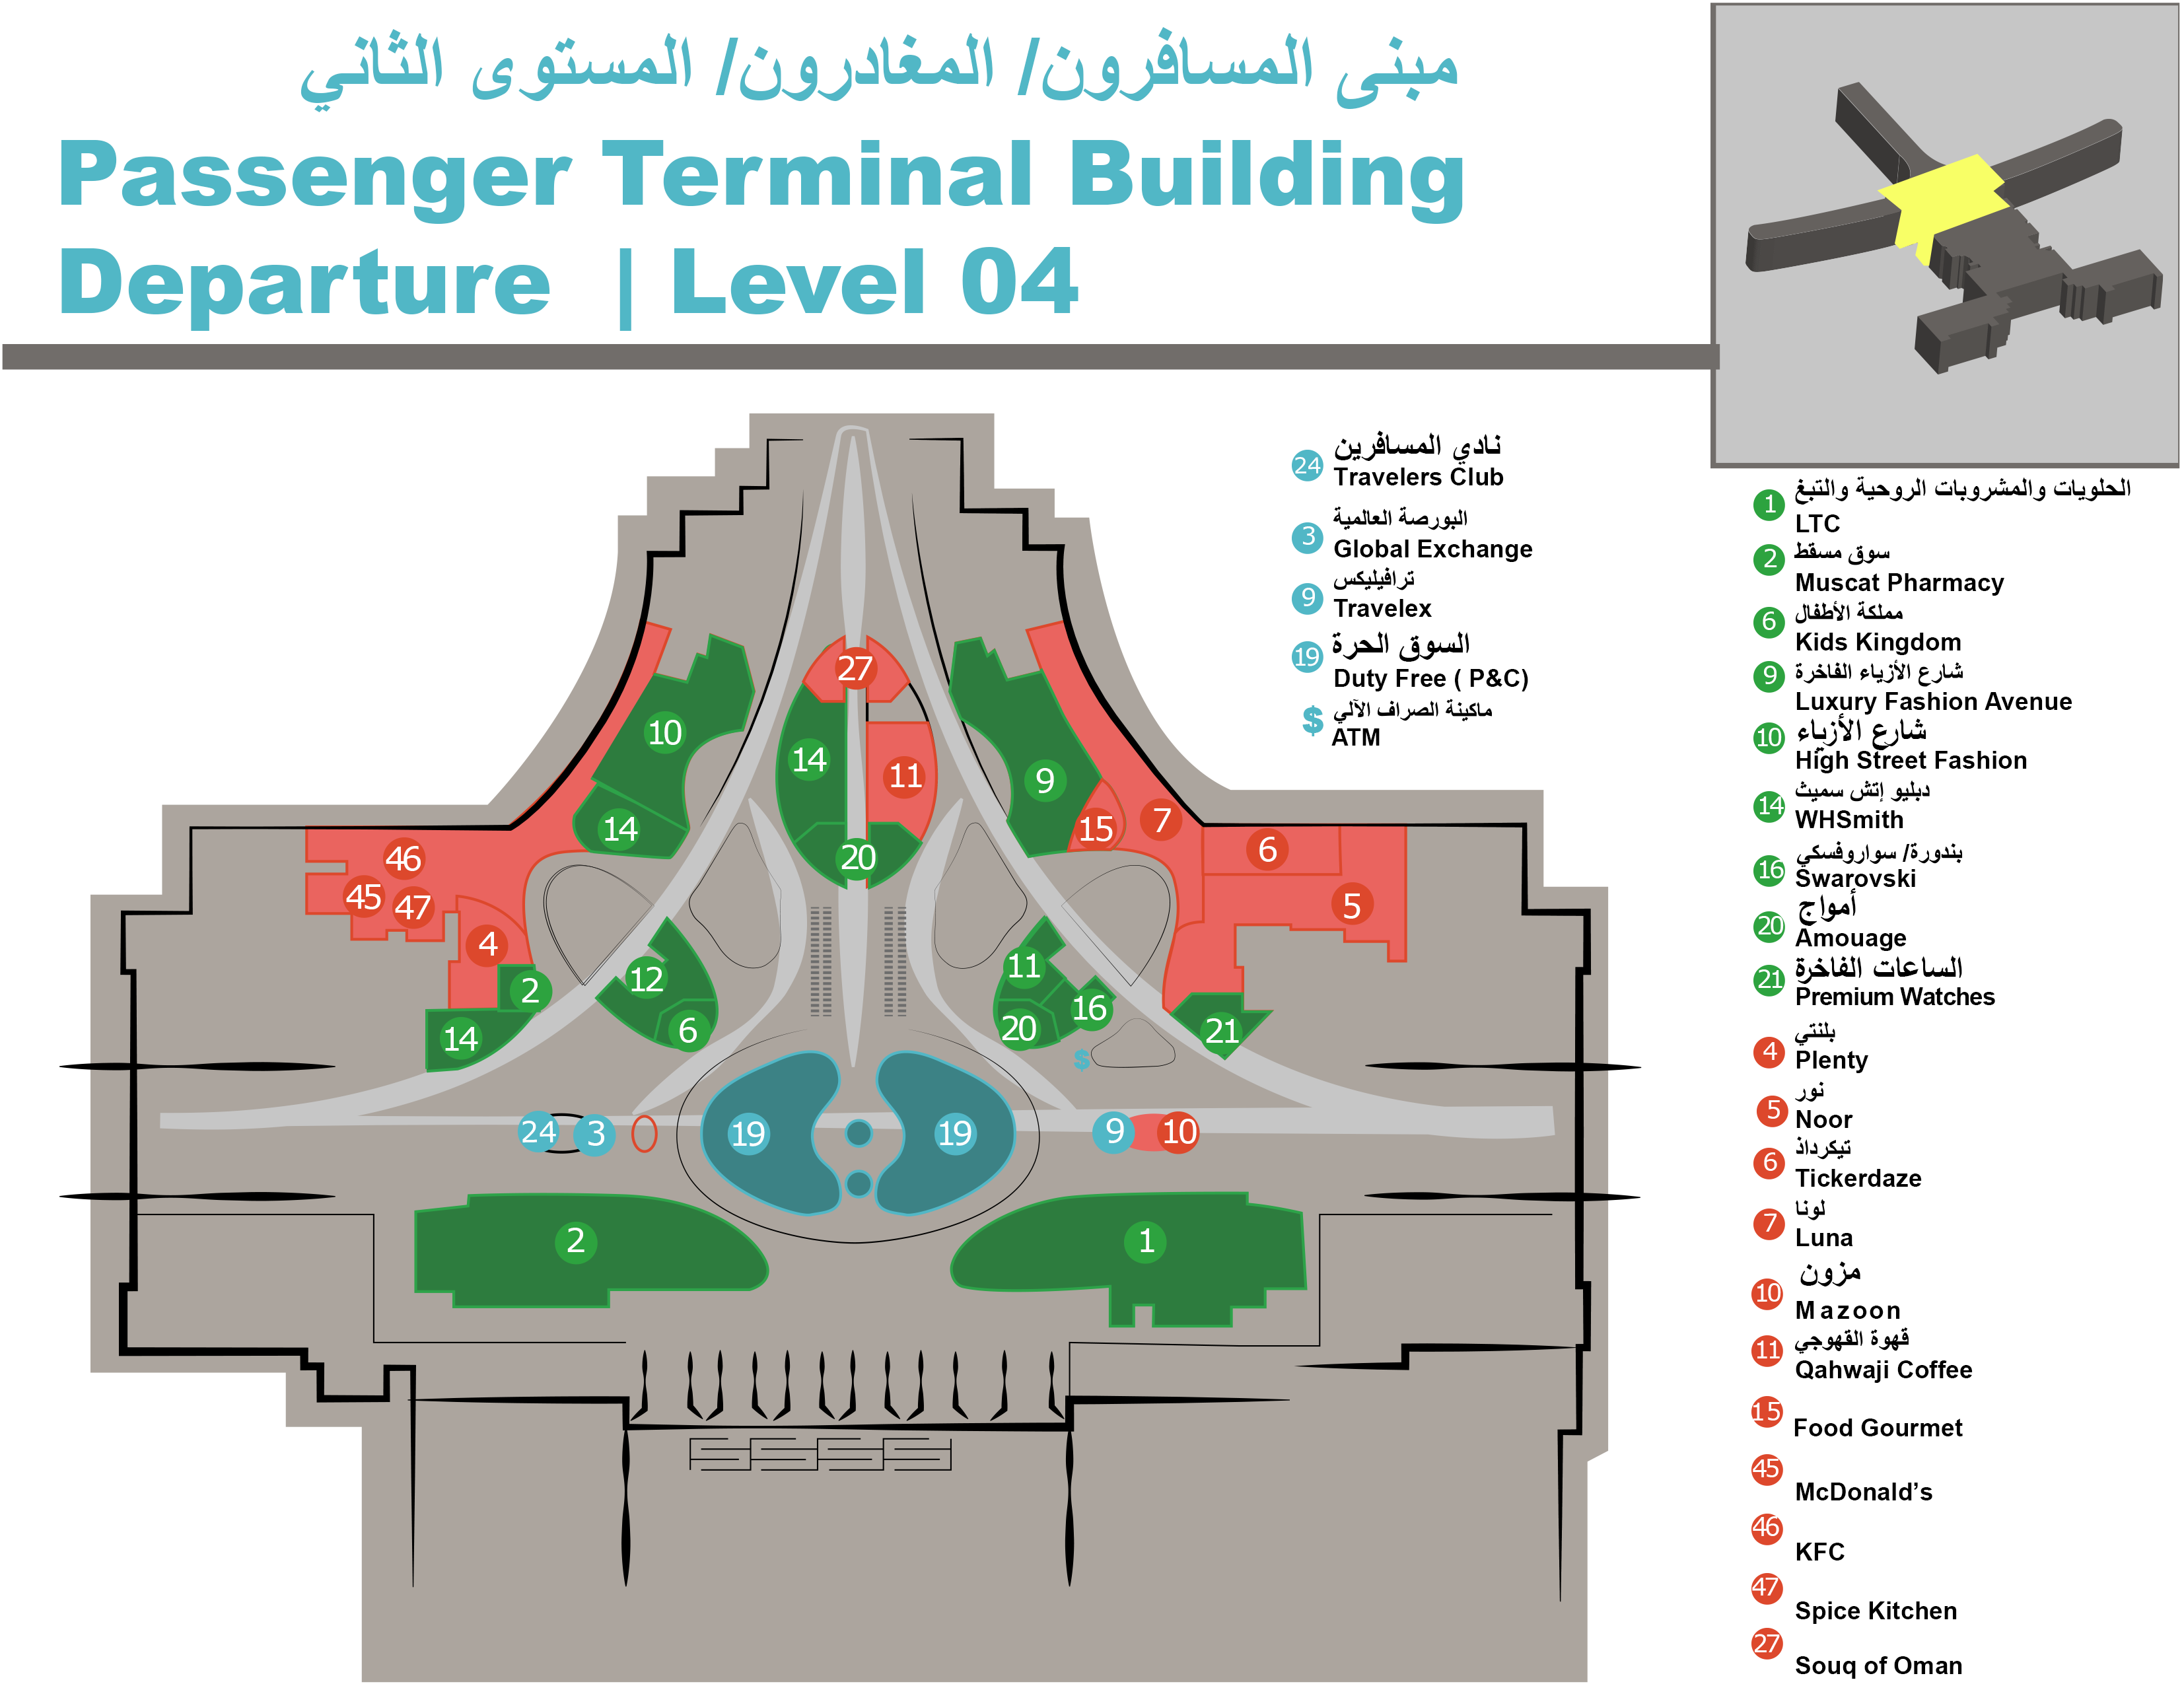 مبنى المسافرون/ المغادرون/ المستوى الثاني
Passenger Terminal Building
Departure | Level 04
24 نادي المسافرين
Travelers Club
3 البورصة العالمية
Global Exchange
9 ترافيليكس
Travelex
19 السوق الحرة
Duty Free ( P&C)
$ ماكينة الصراف الآلي
ATM
1 الحلويات والمشروبات الروحية والتبغ
LTC
2 سوق مسقط
Muscat Pharmacy
6 مملكة الأطفال
Kids Kingdom
9 شارع الأزياء الفاخرة
Luxury Fashion Avenue
10 شارع الأزياء
High Street Fashion
14 دبليو إتش سميث
WHSmith
16 بندورة/ سواروفسكي
Swarovski
20 أمواج
Amouage
21 الساعات الفاخرة
Premium Watches
4 بلنتي
Plenty
5 نور
Noor
6 تيكرداذ
Tickerdaze
7 لونا
Luna
10 مزون
Mazoon
11 قهوة القهوجي
Qahwaji Coffee
15
Food Gourmet
45
McDonald's
46
KFC
47
Spice Kitchen
27
Souq of Oman
27
10
14
11
9
14
15
7
6
20
46
45
47
5
4
2
12
11
14
6
20
16
21
$
24
3
19
19
9
10
2
1